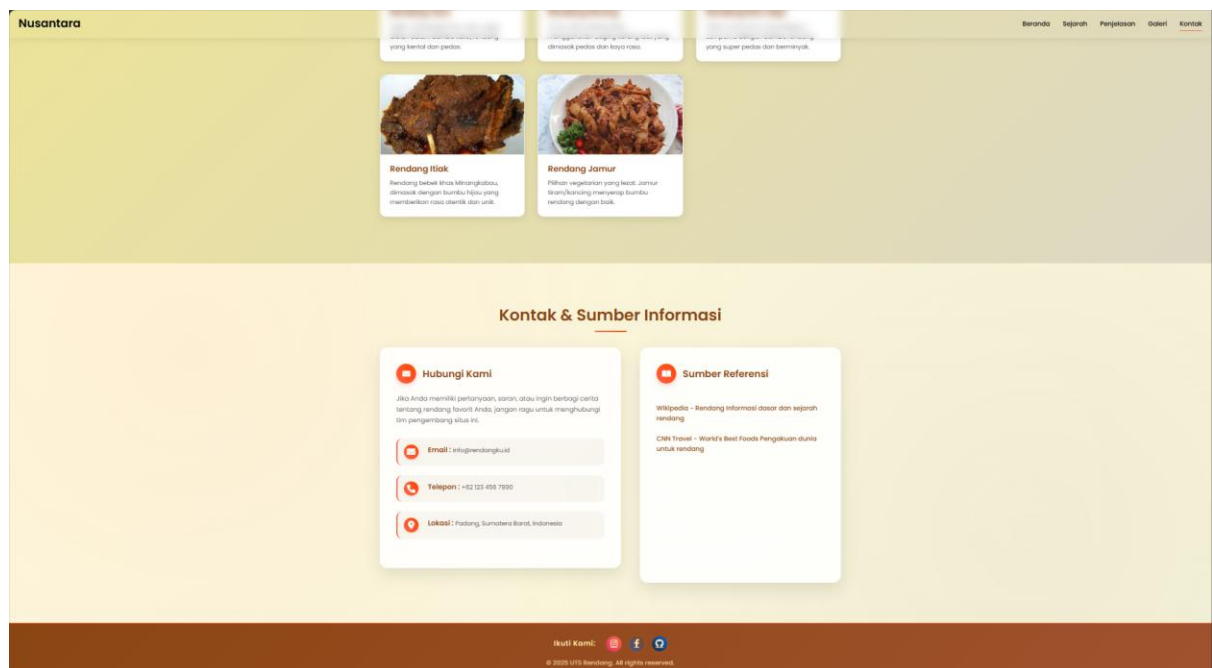 Nusantara
Beranda Sejarah Penjelasan Galeri Kontak
yang kental dan pedas.
dimasak pedas dan kaya rasa.
yang super pedas dan berminyak.
Rendang Itiak
Rendang bebek khas Minangkabau,
dimasak dengan bumbu hijau yang
memberikan rasa otentik dan unik.
Rendang Jamur
Pilihan vegetarian yang lezat. Jamur
tiram/kancing menyerap bumbu
rendang dengan baik.
Kontak & Sumber Informasi
Hubungi Kami
Jika Anda memiliki pertanyaan, saran, atau ingin berbagi cerita
tentang rendang favorit Anda, jangan ragu untuk menghubungi
tim pengembang situs ini.
Email : info@rendangku.id
Telepon : +62 123 456 7890
Lokasi : Padang, Sumatera Barat, Indonesia
Sumber Referensi
Wikipedia - Rendang Informasi dasar dan sejarah
rendang
CNN Travel - World's Best Foods Pengakuan dunia
untuk rendang
Ikuti Kami:
© 2025 UTS Rendang. All rights reserved.